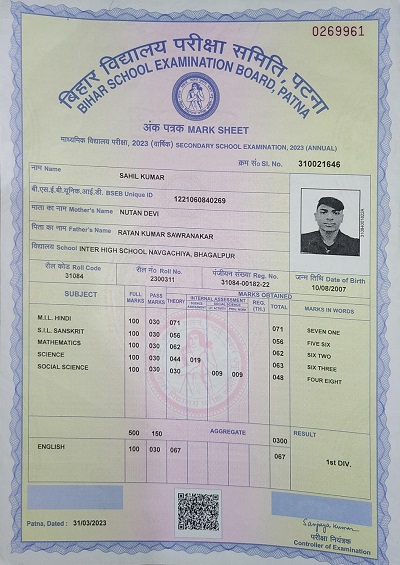 0269961
बिहार विद्यालय परीक्षा समिति, पटना
BIHAR SCHOOL EXAMINATION BOARD, PATNA
अंक पत्रक MARK SHEET
माध्यमिक विद्यालय परीक्षा, 2023 (वार्षिक) SECONDARY SCHOOL EXAMINATION, 2023 (ANNUAL)
क्रम सं० Sl. No. 310021646
नाम Name
SAHIL KUMAR
बी.एस.ई.बी.यूनिक.आई.डी. BSEB Unique ID
1221060840269
माता का नाम Mother's Name
NUTAN DEVI
पिता का नाम Father's Name
RATAN KUMAR SAWRANAKAR
विद्यालय School INTER HIGH SCHOOL NAVGACHIYA, BHAGALPUR
रौल कोड Roll Code रौल नं० Roll No. पंजीयन संख्या Reg. No. जन्म तिथि Date of Birth
31084 2300311 31084-00182-22 10/08/2007
SUBJECT FULL MARKS PASS MARKS MARKS OBTAINED MARKS IN WORDS
THEORY INTERNAL ASSESSMENT REG. (TH.) TOTAL
M.I.L. HINDI 100 030 071 071 SEVEN ONE
S.I.L. SANSKRIT 100 030 056 056 FIVE SIX
MATHEMATICS 100 030 062 062 SIX TWO
SCIENCE 100 030 044 019 063 SIX THREE
SOCIAL SCIENCE 100 030 030 009 009 048 FOUR EIGHT
500 150 AGGREGATE 0300 RESULT
ENGLISH 100 030 067 067 1st DIV.
Patna, Dated : 31/03/2023
Sanjay Kumar
परीक्षा नियंत्रक
Controller of Examination